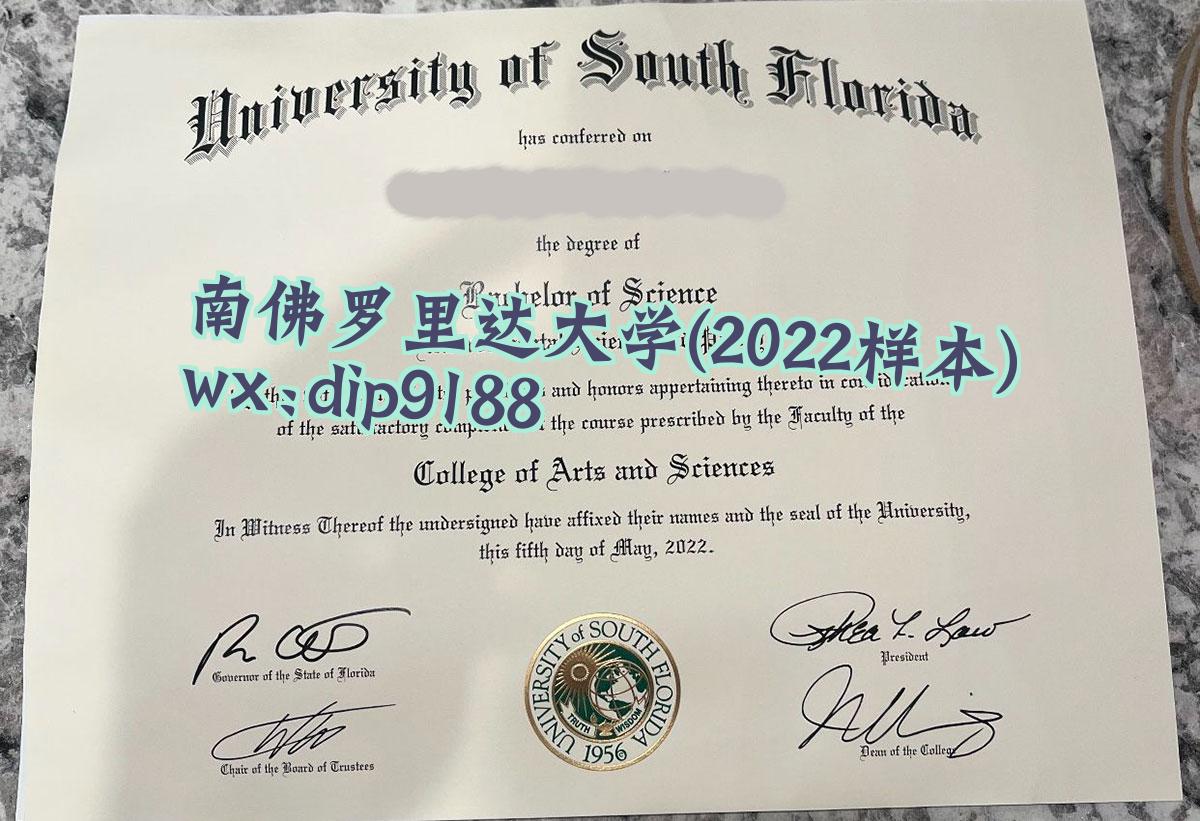 University of South Florida
has conferred on
the degree of
Bachelor of Science
南佛罗里达大学(2022样本)
wx:dip9188
and honors appertaining thereto in
of the the course prescribed by the Faculty of the
College of Arts and Sciences
In Witness Thereof the undersigned have affixed their names and the seal of the University,
this fifth day of May, 2022.
Governor of the State of Florida
President
Chair of the Board of Trustees
Dean of the College
UNIVERSITY of SOUTH FLORIDA
TRUTH WISDOM
1956